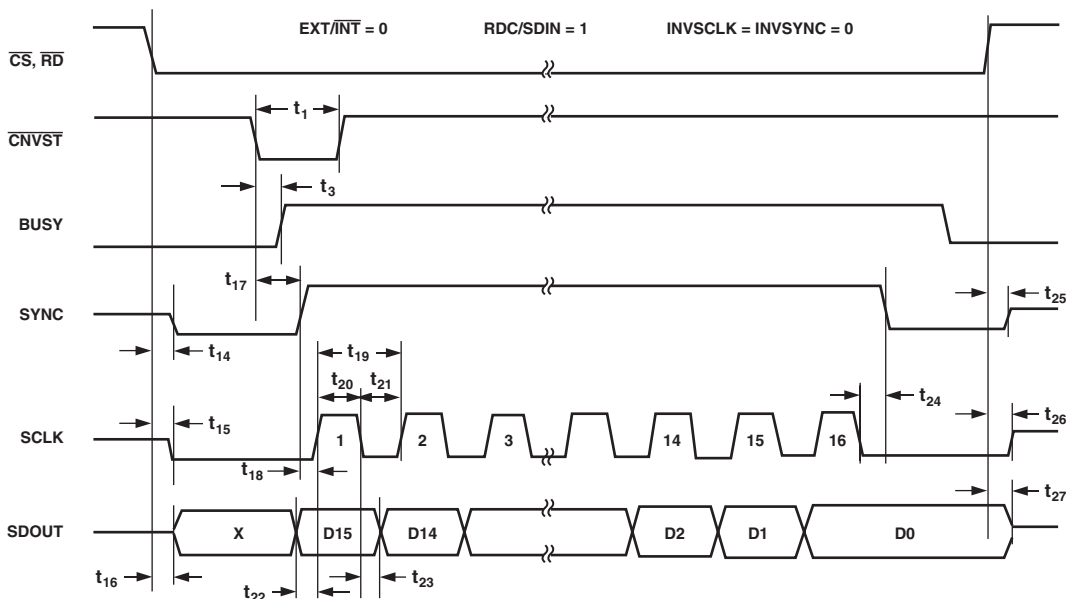 EXT/INT = 0 RDC/SDIN = 1 INVSCLK = INVSYNC = 0
CS, RD
t1
CNVST
t3
BUSY
t17
SYNC
t25
t14
t19
t20 t21
t24
t15
t26
SCLK
1 2 3 14 15 16
t18
t27
SDOUT
X D15 D14 D2 D1 D0
t16
t22
t23